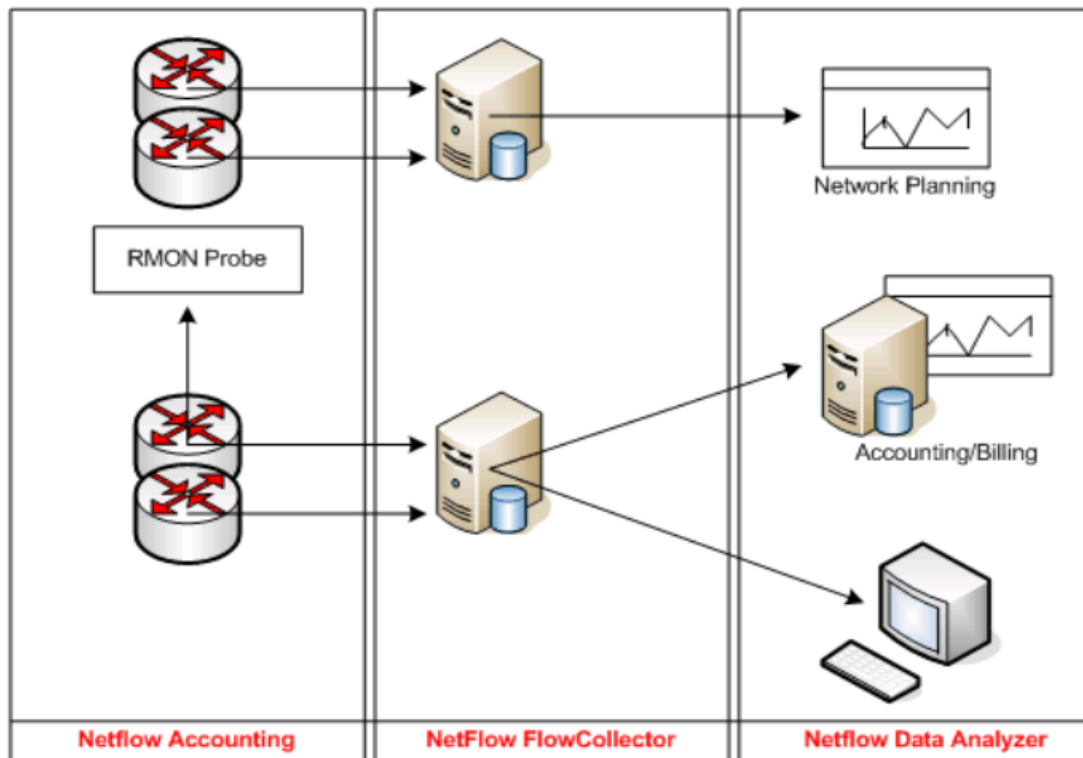 Network Planning
RMON Probe
Accounting/Billing
Netflow Accounting
NetFlow FlowCollector
Netflow Data Analyzer